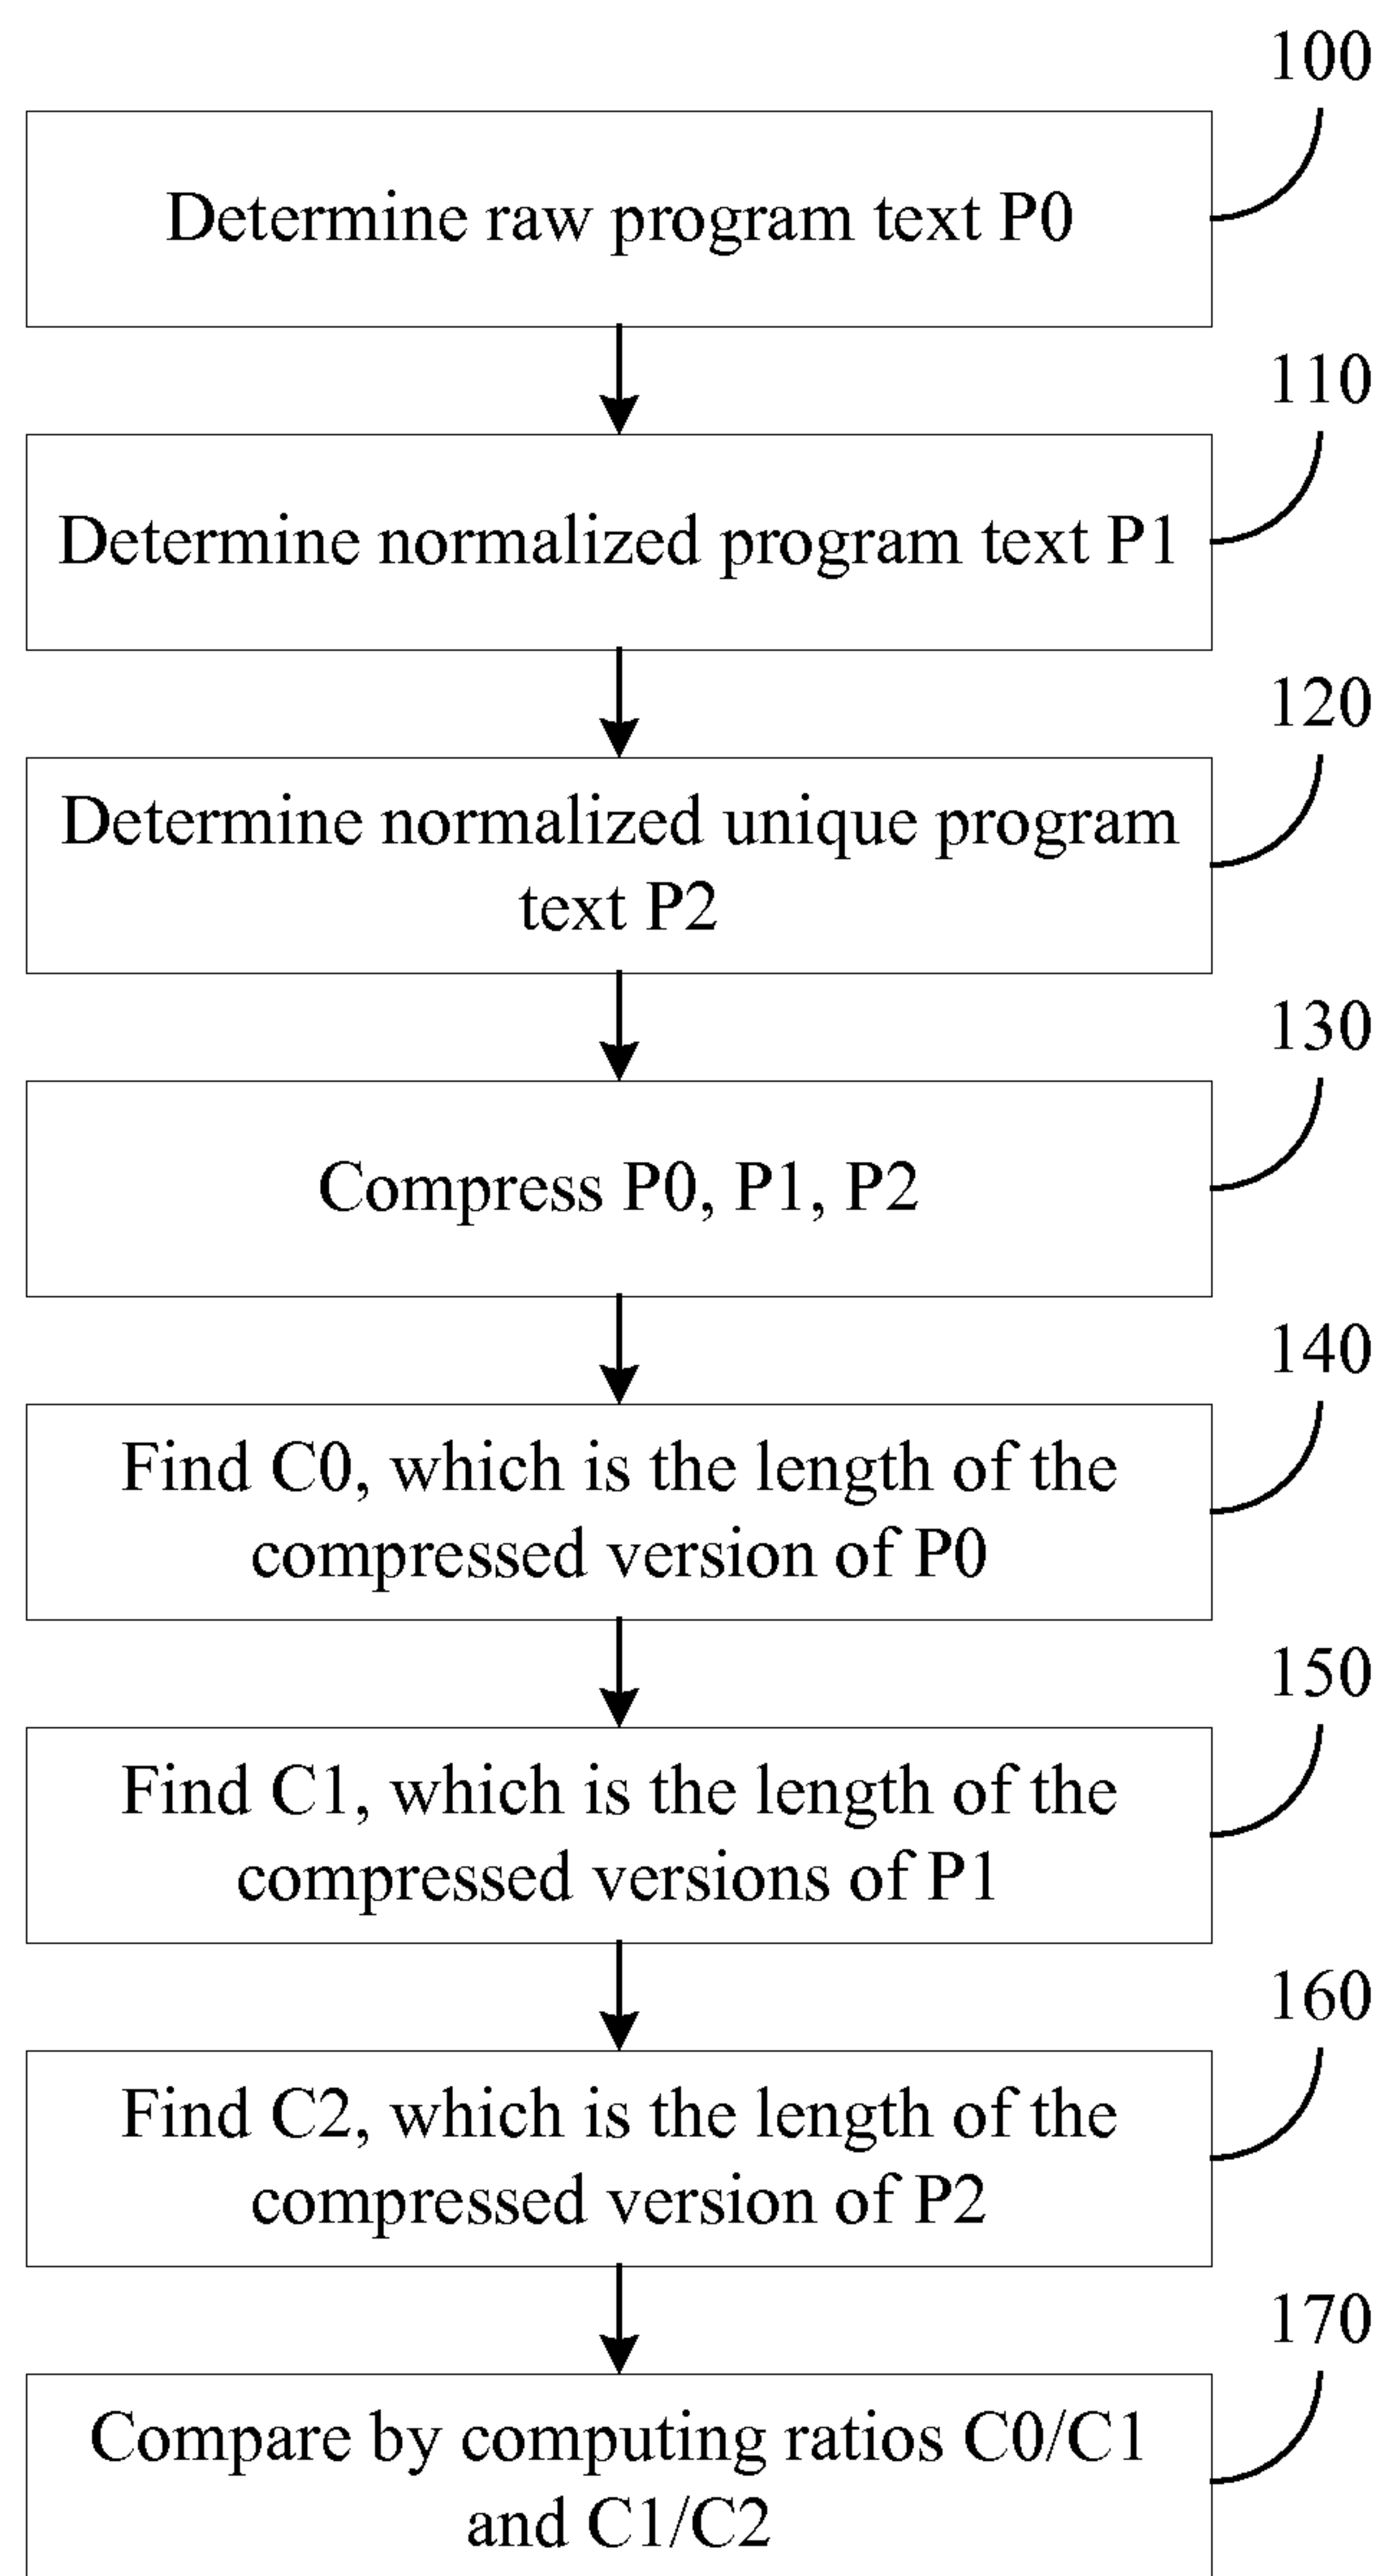 100
Determine raw program text P0
110
Determine normalized program text P1
120
Determine normalized unique program
text P2
130
Compress P0, P1, P2
140
Find C0, which is the length of the
compressed version of P0
150
Find C1, which is the length of the
compressed versions of P1
160
Find C2, which is the length of the
compressed version of P2
170
Compare by computing ratios C0/C1
and C1/C2